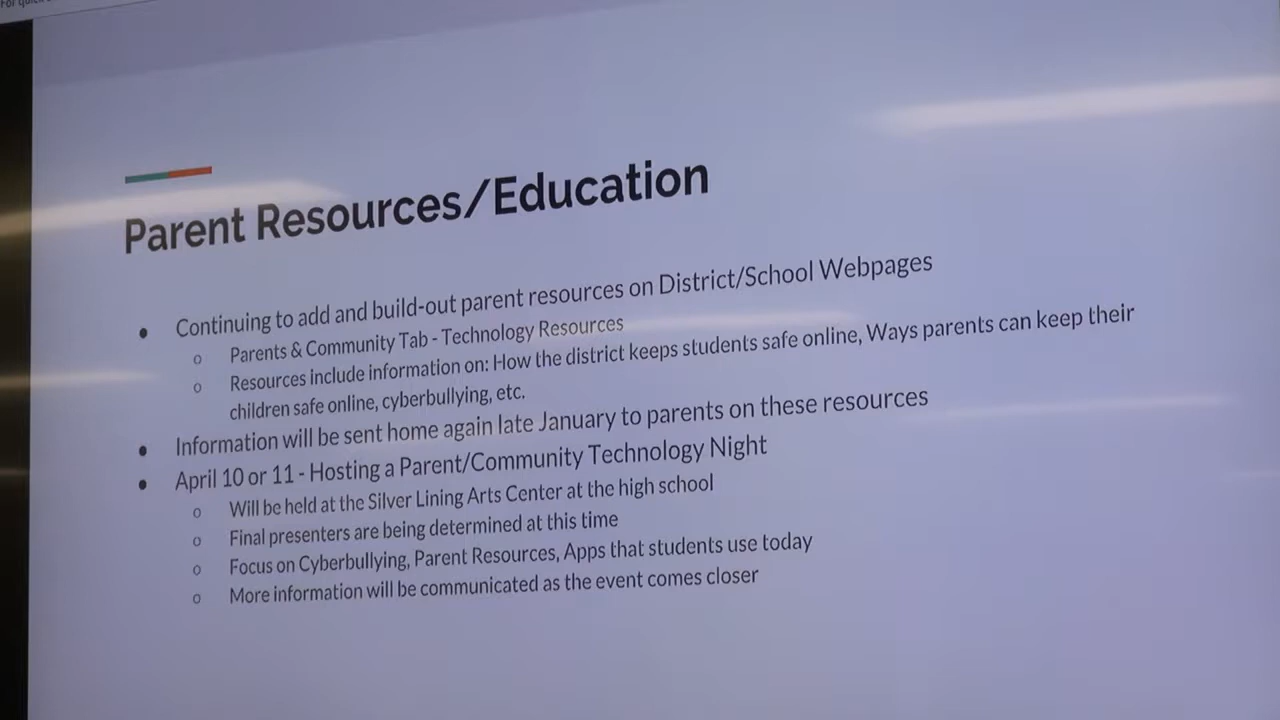 Parent Resources/Education
● Continuing to add and build-out parent resources on District/School Webpages
o Parents & Community Tab - Technology Resources
o Resources include information on: How the district keeps students safe online, Ways parents can keep their
children safe online, cyberbullying, etc.
● Information will be sent home again late January to parents on these resources
● April 10 or 11 - Hosting a Parent/Community Technology Night
o Will be held at the Silver Lining Arts Center at the high school
o Final presenters are being determined at this time
o Focus on Cyberbullying, Parent Resources, Apps that students use today
o More information will be communicated as the event comes closer